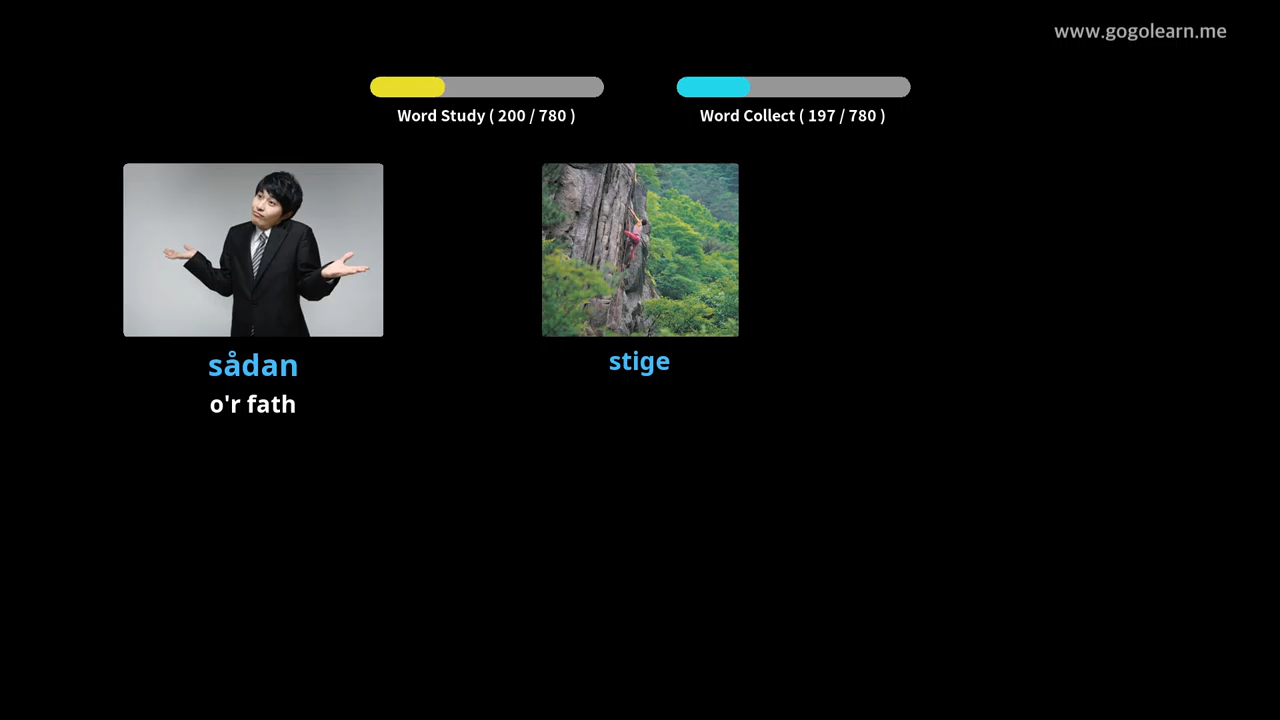 www.gogolearn.me
Word Study ( 200 / 780 )
Word Collect ( 197 / 780 )
sådan
o'r fath
stige